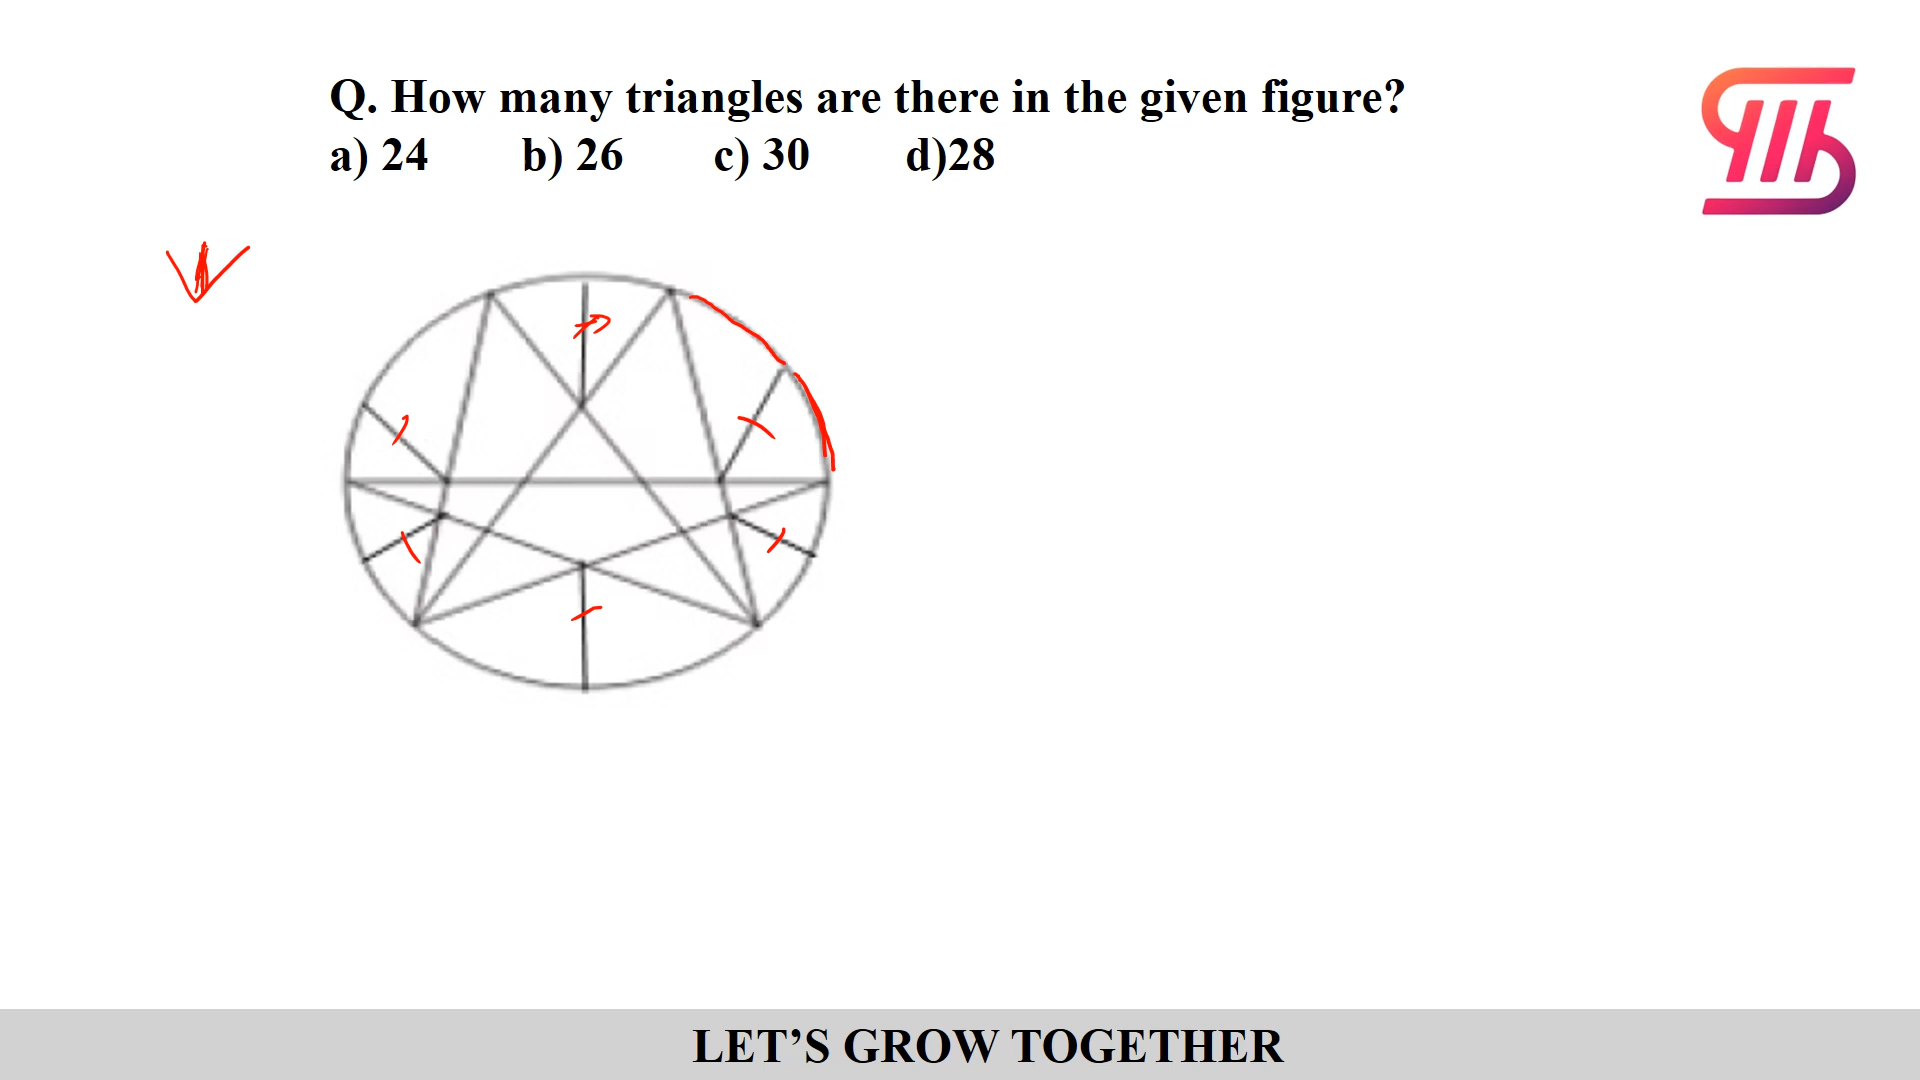 Q. How many triangles are there in the given figure?
a) 24 b) 26 c) 30 d)28
LET’S GROW TOGETHER